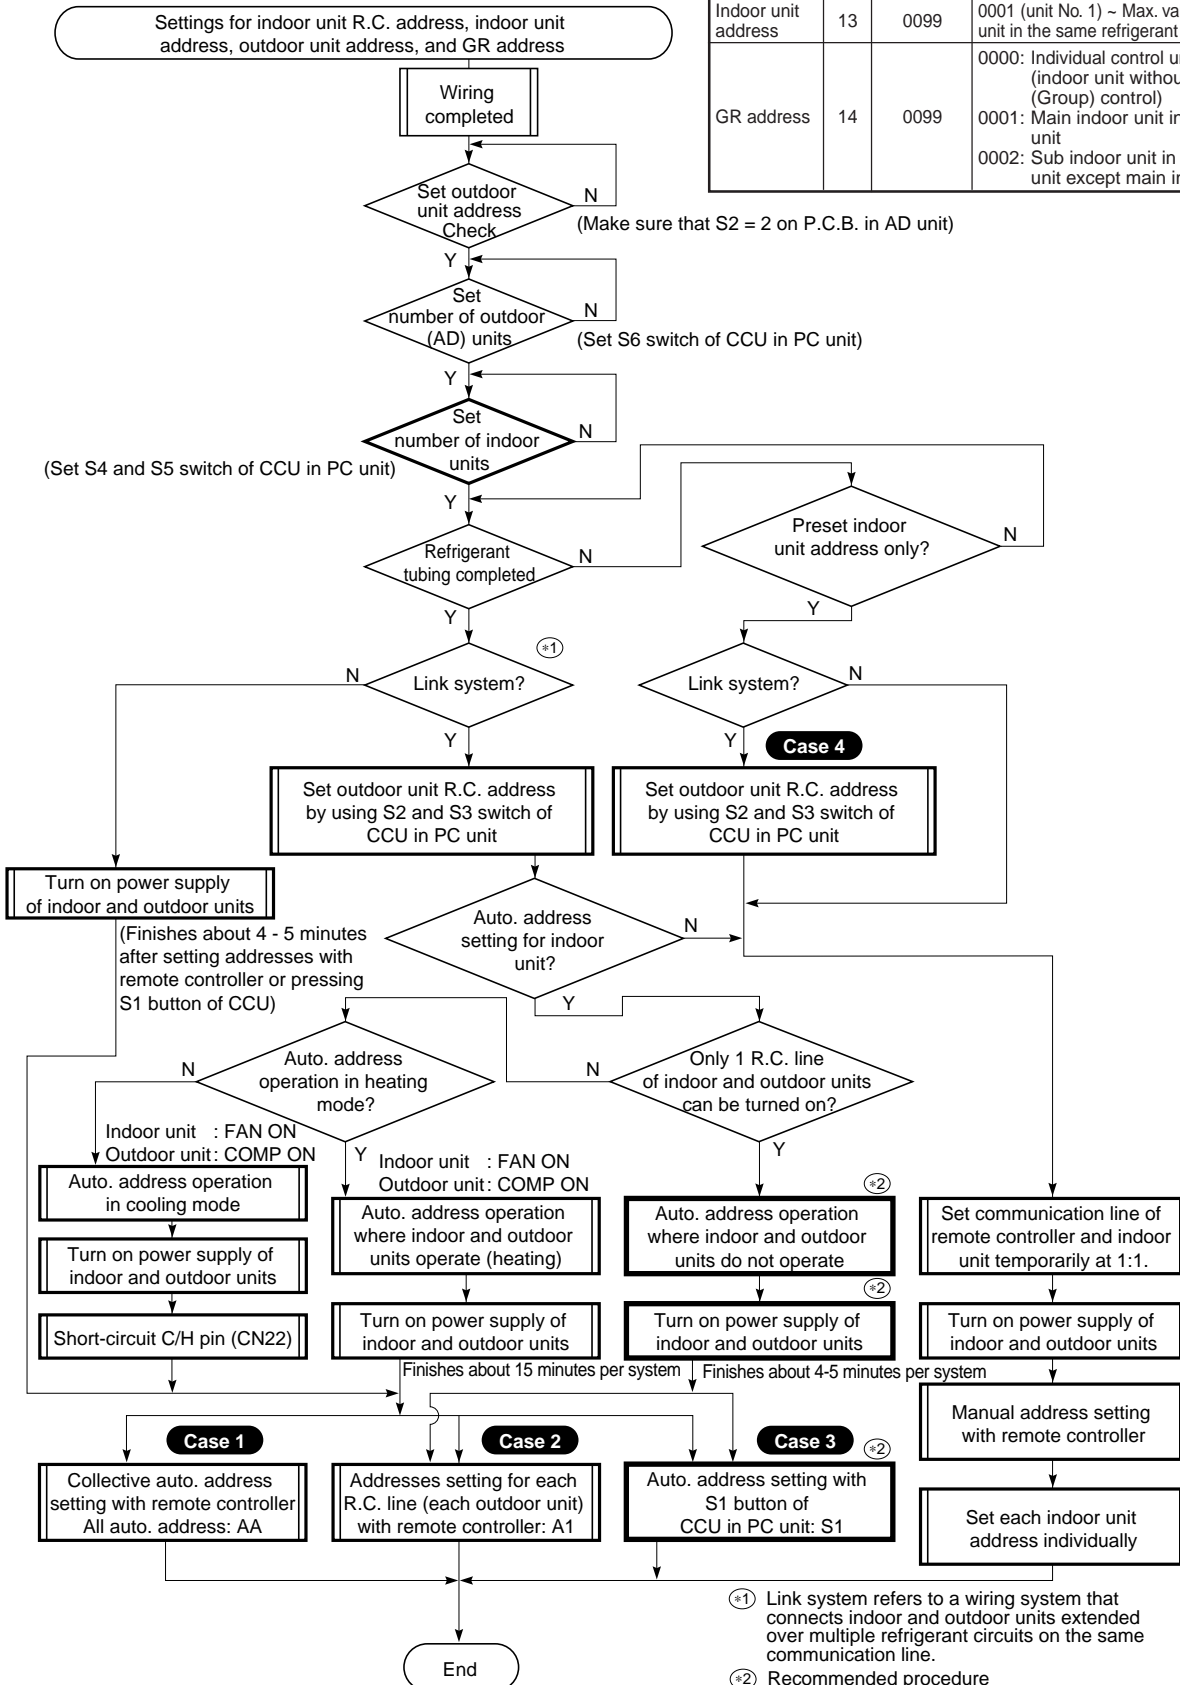 Settings for indoor unit R.C. address, indoor unit
address, outdoor unit address, and GR address
Indoor unit
address
13
0099
0001 (unit No. 1) ~ Max.
unit in the same refrigerant
GR address
14
0099
0000: Individual control
(indoor unit
(Group) control)
0001: Main indoor unit
unit
0002: Sub indoor unit in
unit except main
Wiring
completed
Set outdoor
unit address
Check
N
(Make sure that S2 = 2 on P.C.B. in AD unit)
Y
Set
number of outdoor
(AD) units
N
(Set S6 switch of CCU in PC unit)
Y
Set
number of indoor
units
N
(Set S4 and S5 switch of CCU in PC unit)
Y
Refrigerant
tubing completed
N
Preset indoor
unit address only?
N
Y
Y
(*1)
Link system?
N
Y
Link system?
N
Y
Case 4
Set outdoor unit R.C. address
by using S2 and S3 switch of
CCU in PC unit
Set outdoor unit R.C. address
by using S2 and S3 switch of
CCU in PC unit
Turn on power supply
of indoor and outdoor units
(Finishes about 4 - 5 minutes
after setting addresses with
remote controller or pressing
S1 button of CCU)
Auto. address
setting for indoor
unit?
N
Y
Auto. address
operation in heating
mode?
N
Y
Only 1 R.C. line
of indoor and outdoor units
can be turned on?
N
Y
Indoor unit : FAN ON
Outdoor unit : COMP ON
Indoor unit : FAN ON
Outdoor unit : COMP ON
Auto. address operation
in cooling mode
Turn on power supply of
indoor and outdoor units
Short-circuit C/H pin (CN22)
Auto. address operation
where indoor and outdoor
units operate (heating)
Turn on power supply of
indoor and outdoor units
Finishes about 15 minutes per system
(*2)
Auto. address operation
where indoor and outdoor
units do not operate
(*2)
Turn on power supply of
indoor and outdoor units
Finishes about 4-5 minutes per system
Set communication line of
remote controller and indoor
unit temporarily at 1:1.
Turn on power supply of
indoor and outdoor units
Manual address setting
with remote controller
Set each indoor unit
address individually
Case 1
Collective auto. address
setting with remote controller
All auto. address: AA
Case 2
Addresses setting for each
R.C. line (each outdoor unit)
with remote controller: A1
Case 3
(*2)
Auto. address setting with
S1 button of
CCU in PC unit: S1
End
(*1) Link system refers to a wiring system that
connects indoor and outdoor units extended
over multiple refrigerant circuits on the same
communication line.
(*2) Recommended procedure